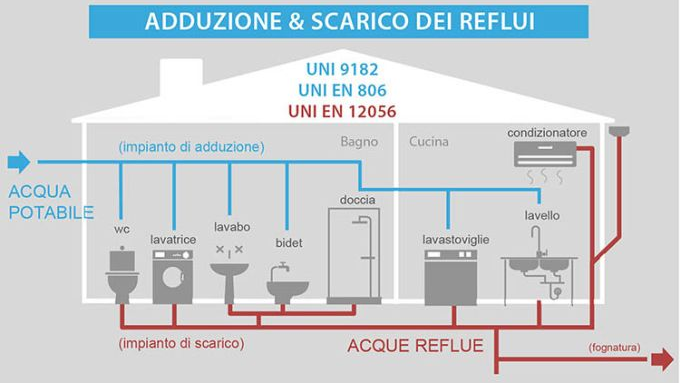 ADDUZIONE & SCARICO DEI REFLUI
UNI 9182
UNI EN 806
UNI EN 12056
condizionatore
(impianto di adduzione)
Bagno
Cucina
ACQUA
POTABILE
doccia
wc
lavatrice
lavabo
bidet
lavastoviglie
lavello
(impianto di scarico)
ACQUE REFLUE
(fognatura)